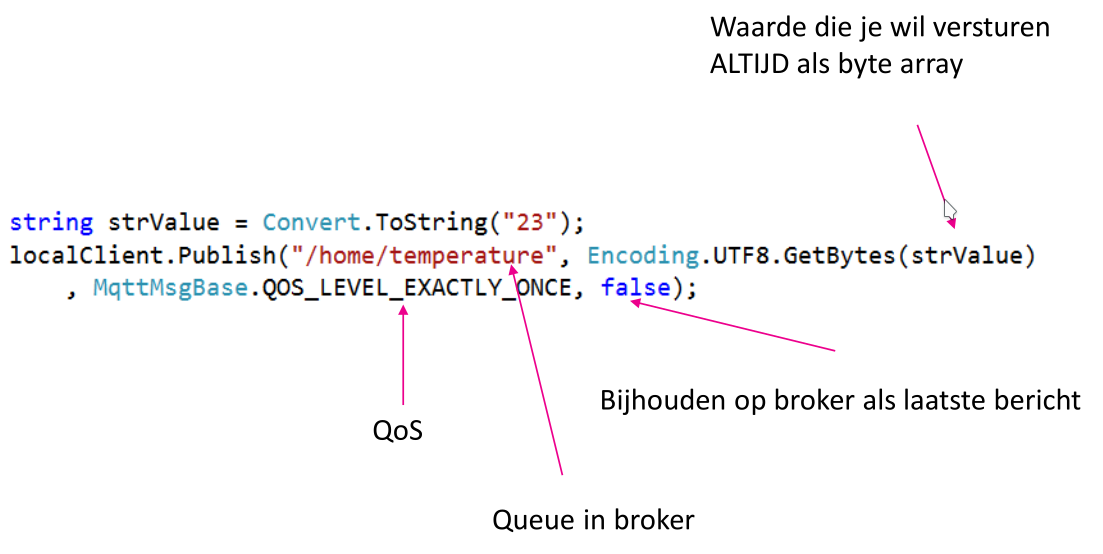 Waarde die je wil versturen
ALTIJD als byte array
string strValue = Convert.ToString("23");
localClient.Publish("/home/temperature", Encoding.UTF8.GetBytes(strValue)
, MqttMsgBase.QOS_LEVEL_EXACTLY_ONCE, false);
Bijhouden op broker als laatste bericht
QoS
Queue in broker